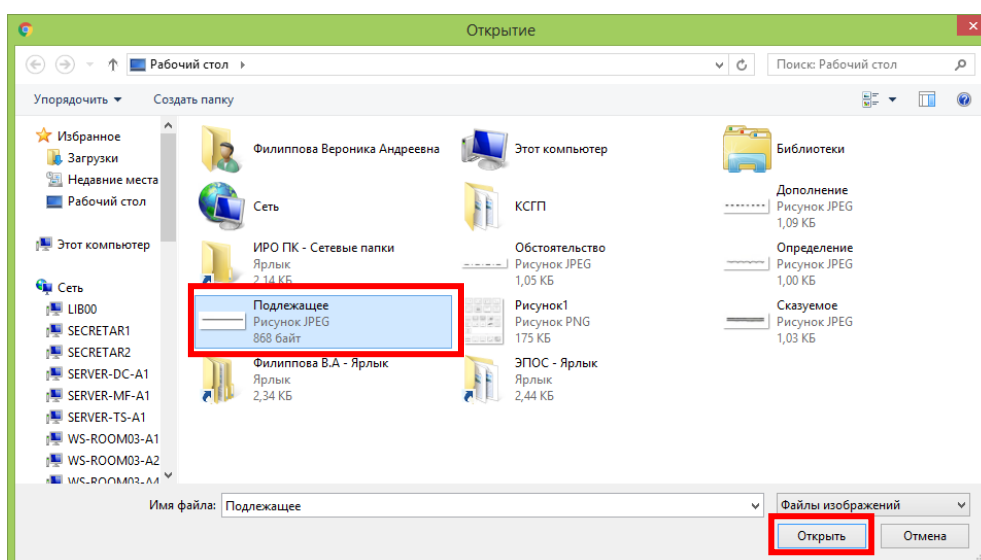 Открытие
Рабочий стол
Поиск: Рабочий стол
Упорядочить
Создать папку
Избранное
Загрузки
Недавние места
Рабочий стол
Этот компьютер
Сеть
LIB00
SECRETAR1
SECRETAR2
SERVER-DC-A1
SERVER-MF-A1
SERVER-TS-A1
WS-ROOM03-A1
WS-ROOM03-A2
WS-ROOM03-A4
Филиппова Вероника Андреевна
Этот компьютер
Библиотеки
Сеть
КСГП
Дополнение
Рисунок JPEG
1,09 КБ
ИРО ПК - Сетевые папки
Ярлык
2,14 КБ
Обстоятельство
Рисунок JPEG
1,05 КБ
Определение
Рисунок JPEG
1,00 КБ
Подлежащее
Рисунок JPEG
868 байт
Рисунок1
Рисунок PNG
175 КБ
Сказуемое
Рисунок JPEG
1,03 КБ
Филиппова В.А - Ярлык
Ярлык
2,34 КБ
ЭПОС - Ярлык
Ярлык
2,44 КБ
Имя файла: Подлежащее
Файлы изображений
Открыть
Отмена